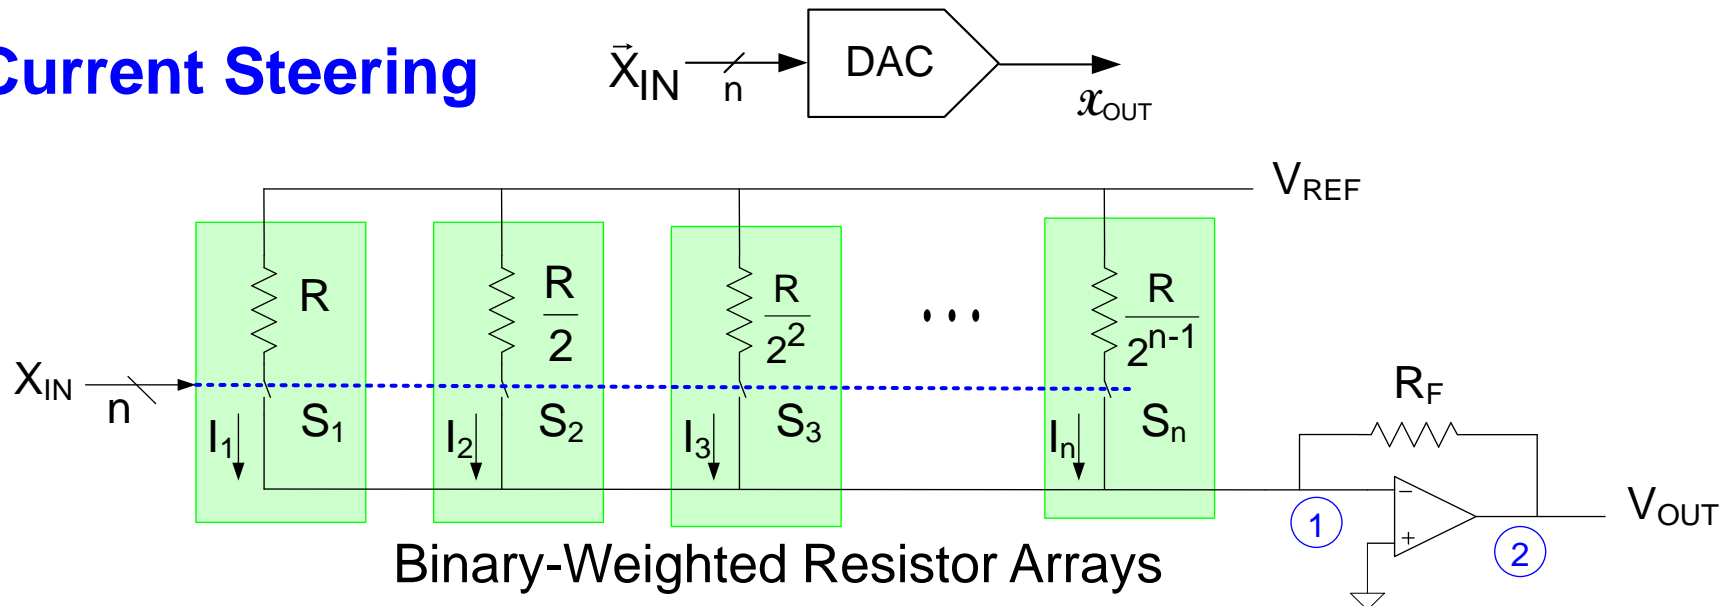 Current Steering
X⃗IN n DAC xOUT
VREF
R R/2 R/2² R/2ⁿ⁻¹
...
XIN n
S1 S2 S3 Sn
I1 I2 I3 In
RF
− +
1 2
VOUT
Binary-Weighted Resistor Arrays